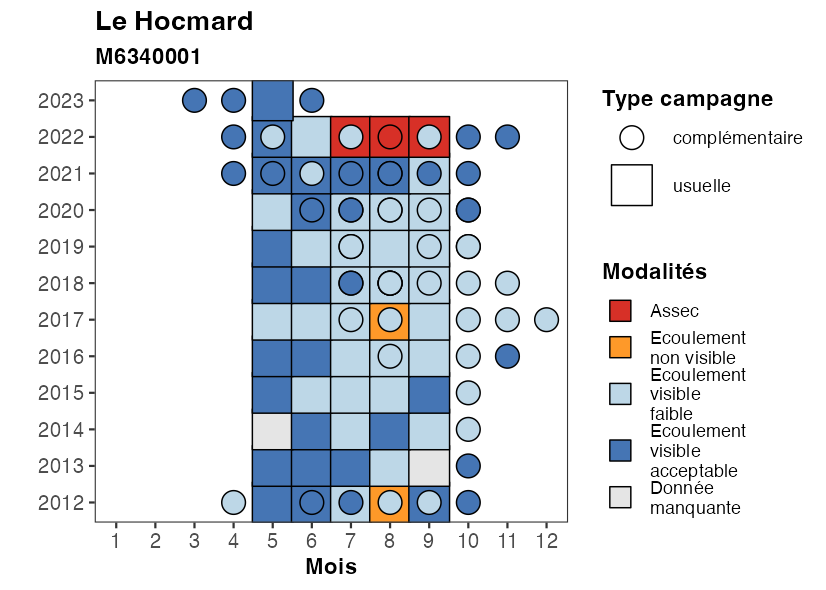 Le Hocmard
M6340001
2023
2022
2021
2020
2019
2018
2017
2016
2015
2014
2013
2012
1 2 3 4 5 6 7 8 9 10 11 12
Mois
Type campagne
complémentaire
usuelle
Modalités
Assec
Ecoulement
non visible
Ecoulement
visible
faible
Ecoulement
visible
acceptable
Donnée
manquante